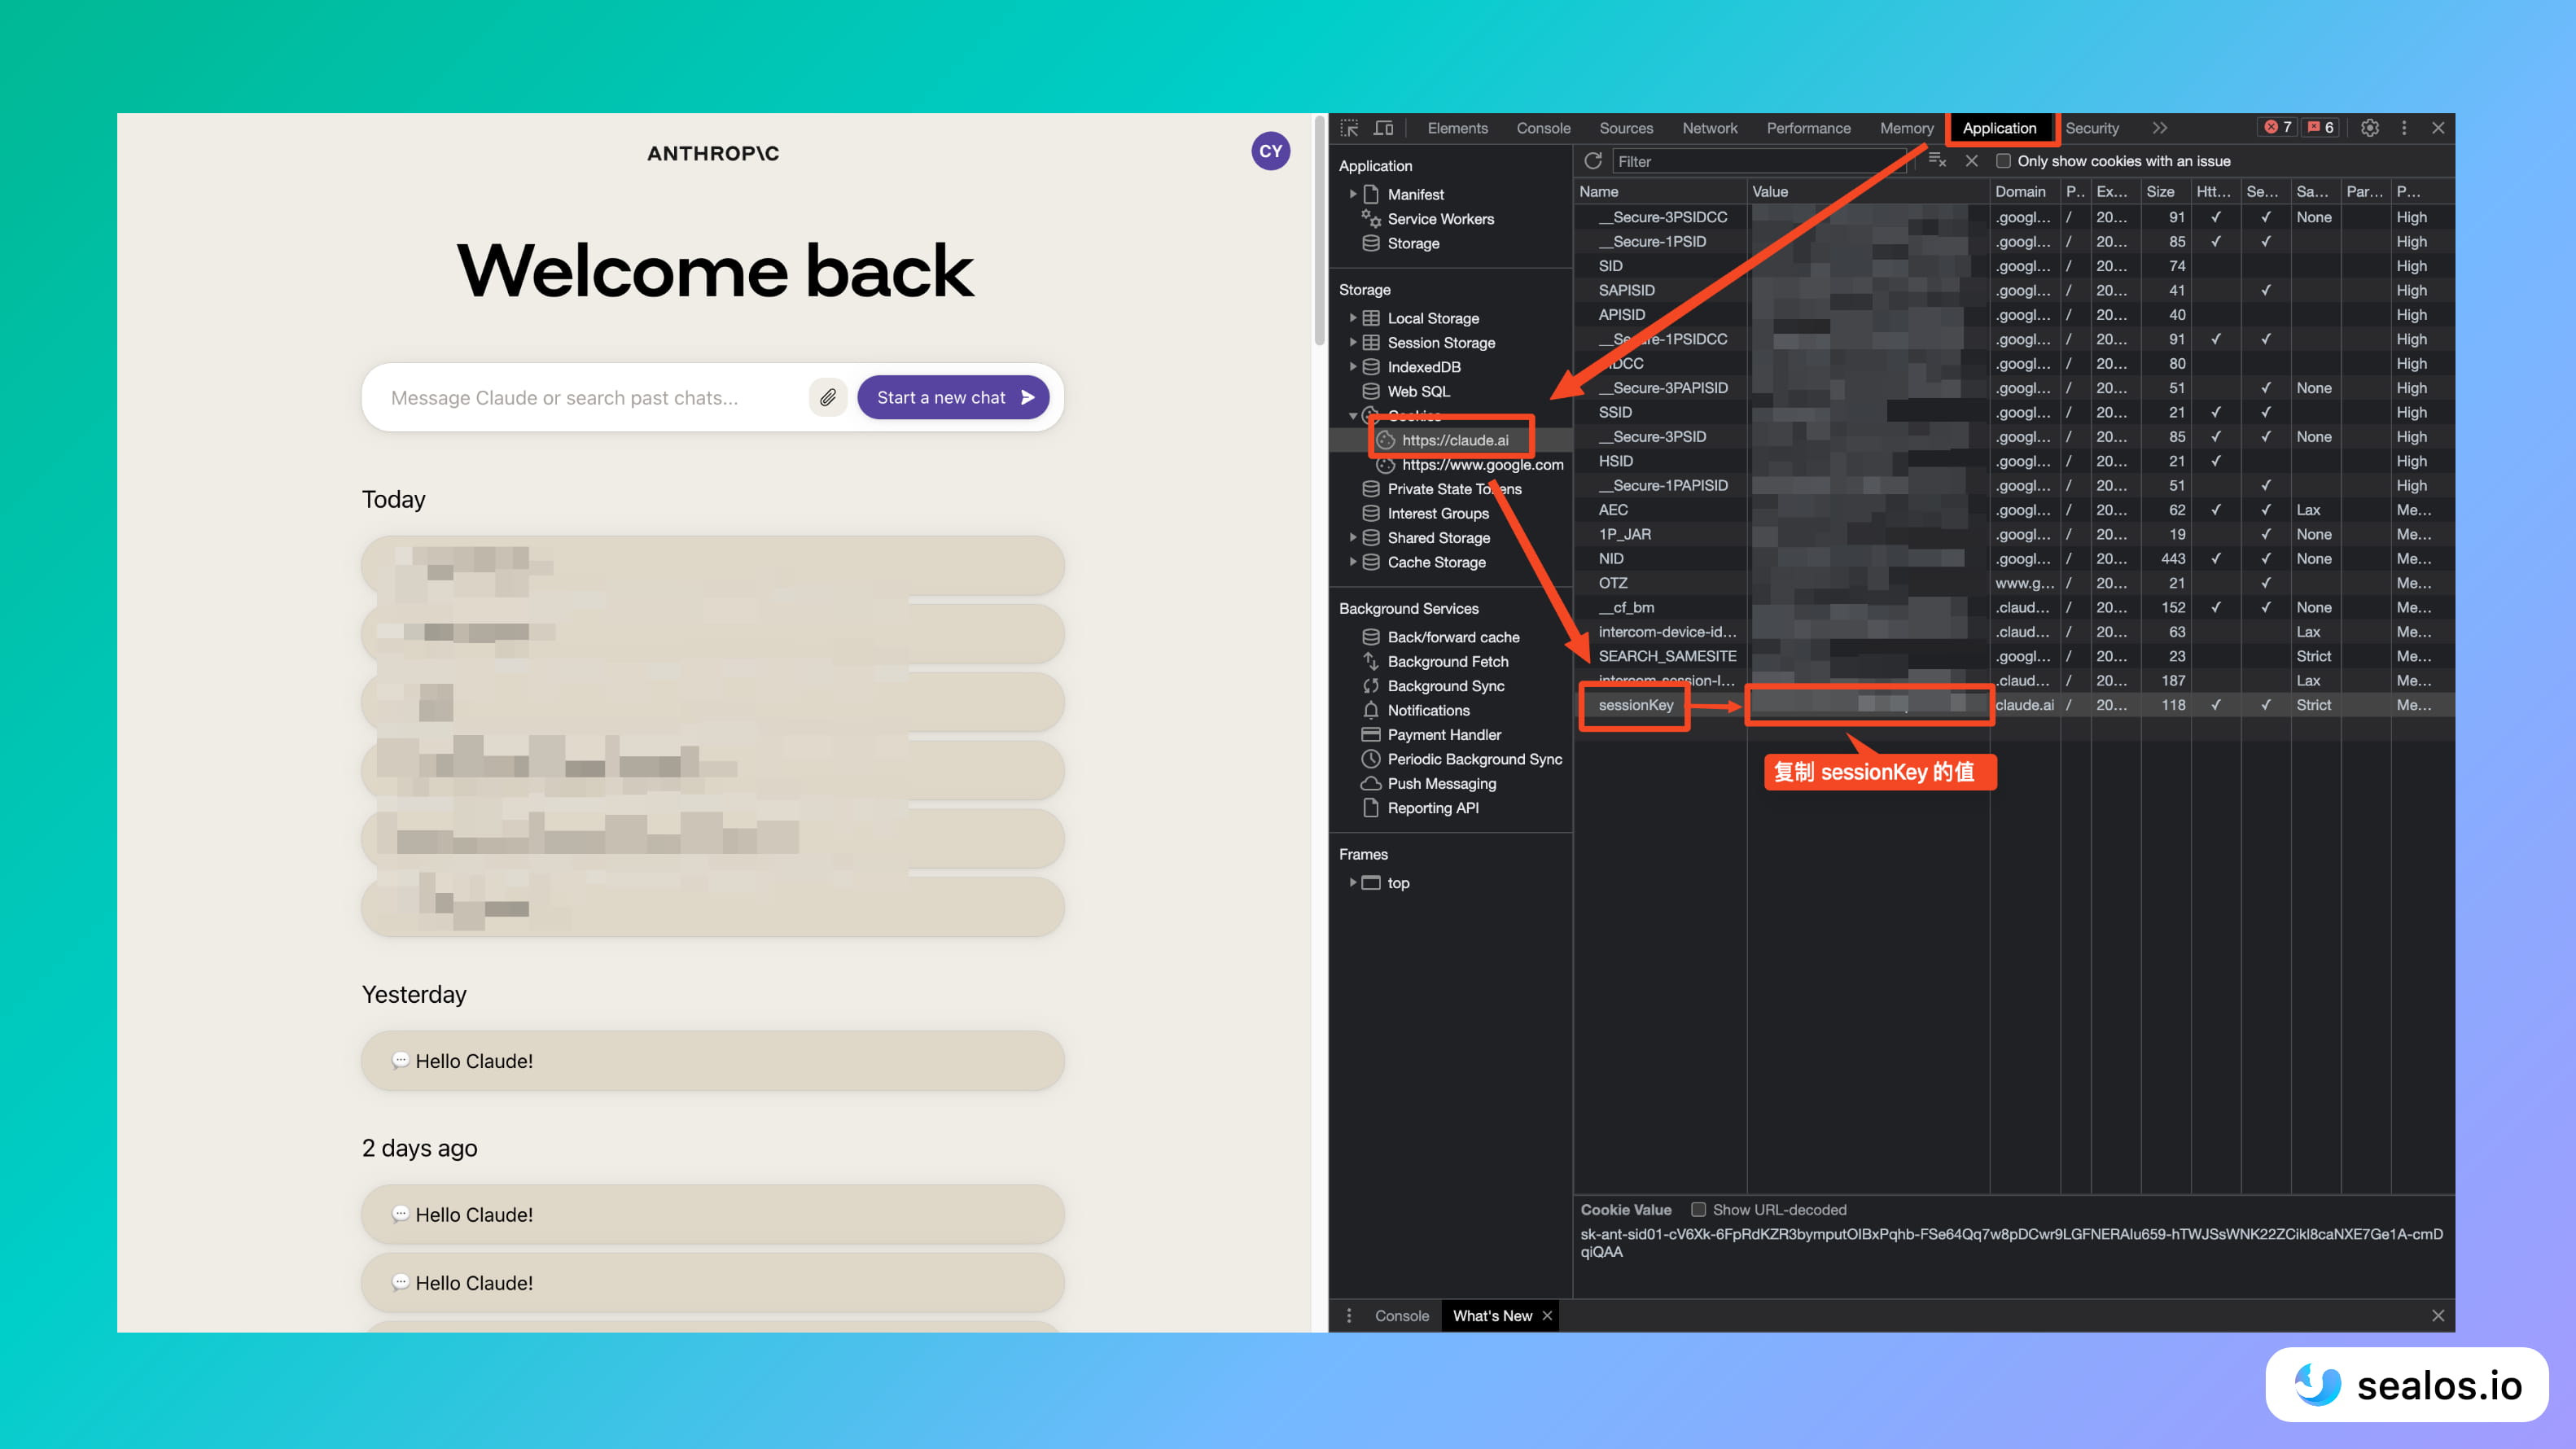 ANTHROP\C
CY
Welcome back
Message Claude or search past chats...
Start a new chat
Today
Yesterday
Hello Claude!
2 days ago
Hello Claude!
Hello Claude!
Elements Console Sources Network Performance Memory Application Security 7 6
Application
Manifest
Service Workers
Storage
Storage
Local Storage
Session Storage
IndexedDB
Web SQL
Cookies
https://claude.ai
https://www.google.com
Private State Tokens
Interest Groups
Shared Storage
Cache Storage
Background Services
Back/forward cache
Background Fetch
Background Sync
Notifications
Payment Handler
Periodic Background Sync
Push Messaging
Reporting API
Frames
top
Filter Only show cookies with an issue
Name Value Domain P.. Ex... Size Htt... Se... Sa... Par... P...
__Secure-3PSIDCC .googl... / 20... 91 ✓ ✓ None High
__Secure-1PSID .googl... / 20... 85 ✓ ✓ High
SID .googl... / 20... 74 High
SAPISID .googl... / 20... 41 ✓ High
APISID .googl... / 20... 40 High
__Secure-1PSIDCC .googl... / 20... 91 ✓ ✓ High
IDCC .googl... / 20... 80 High
__Secure-3PAPISID .googl... / 20... 51 ✓ None High
SSID .googl... / 20... 21 ✓ ✓ High
__Secure-3PSID .googl... / 20... 85 ✓ ✓ None High
HSID .googl... / 20... 21 ✓ High
__Secure-1PAPISID .googl... / 20... 51 ✓ High
AEC .googl... / 20... 62 ✓ ✓ Lax Me...
1P_JAR .googl... / 20... 19 ✓ None Me...
NID .googl... / 20... 443 ✓ ✓ None Me...
OTZ www.g... / 20... 21 ✓ Me...
__cf_bm .claud... / 20... 152 ✓ ✓ None Me...
intercom-device-id... .claud... / 20... 63 Lax Me...
SEARCH_SAMESITE .googl... / 20... 23 Strict Me...
intercom-session-l... .claud... / 20... 187 Lax Me...
sessionKey claude.ai / 20... 118 ✓ ✓ Strict Me...
复制 sessionKey 的值
Cookie Value Show URL-decoded
Console What's New
sealos.io